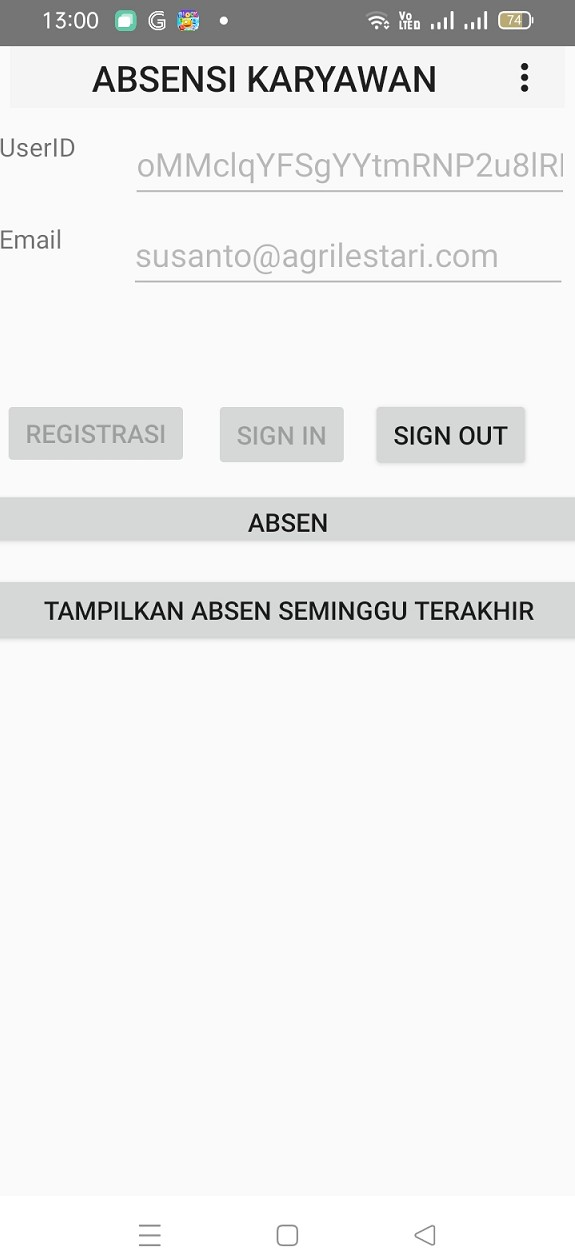 13:00
VoLTE
74
ABSENSI KARYAWAN
UserID
Email
susanto@agrilestari.com
REGISTRASI
SIGN IN
SIGN OUT
ABSEN
TAMPILKAN ABSEN SEMINGGU TERAKHIR